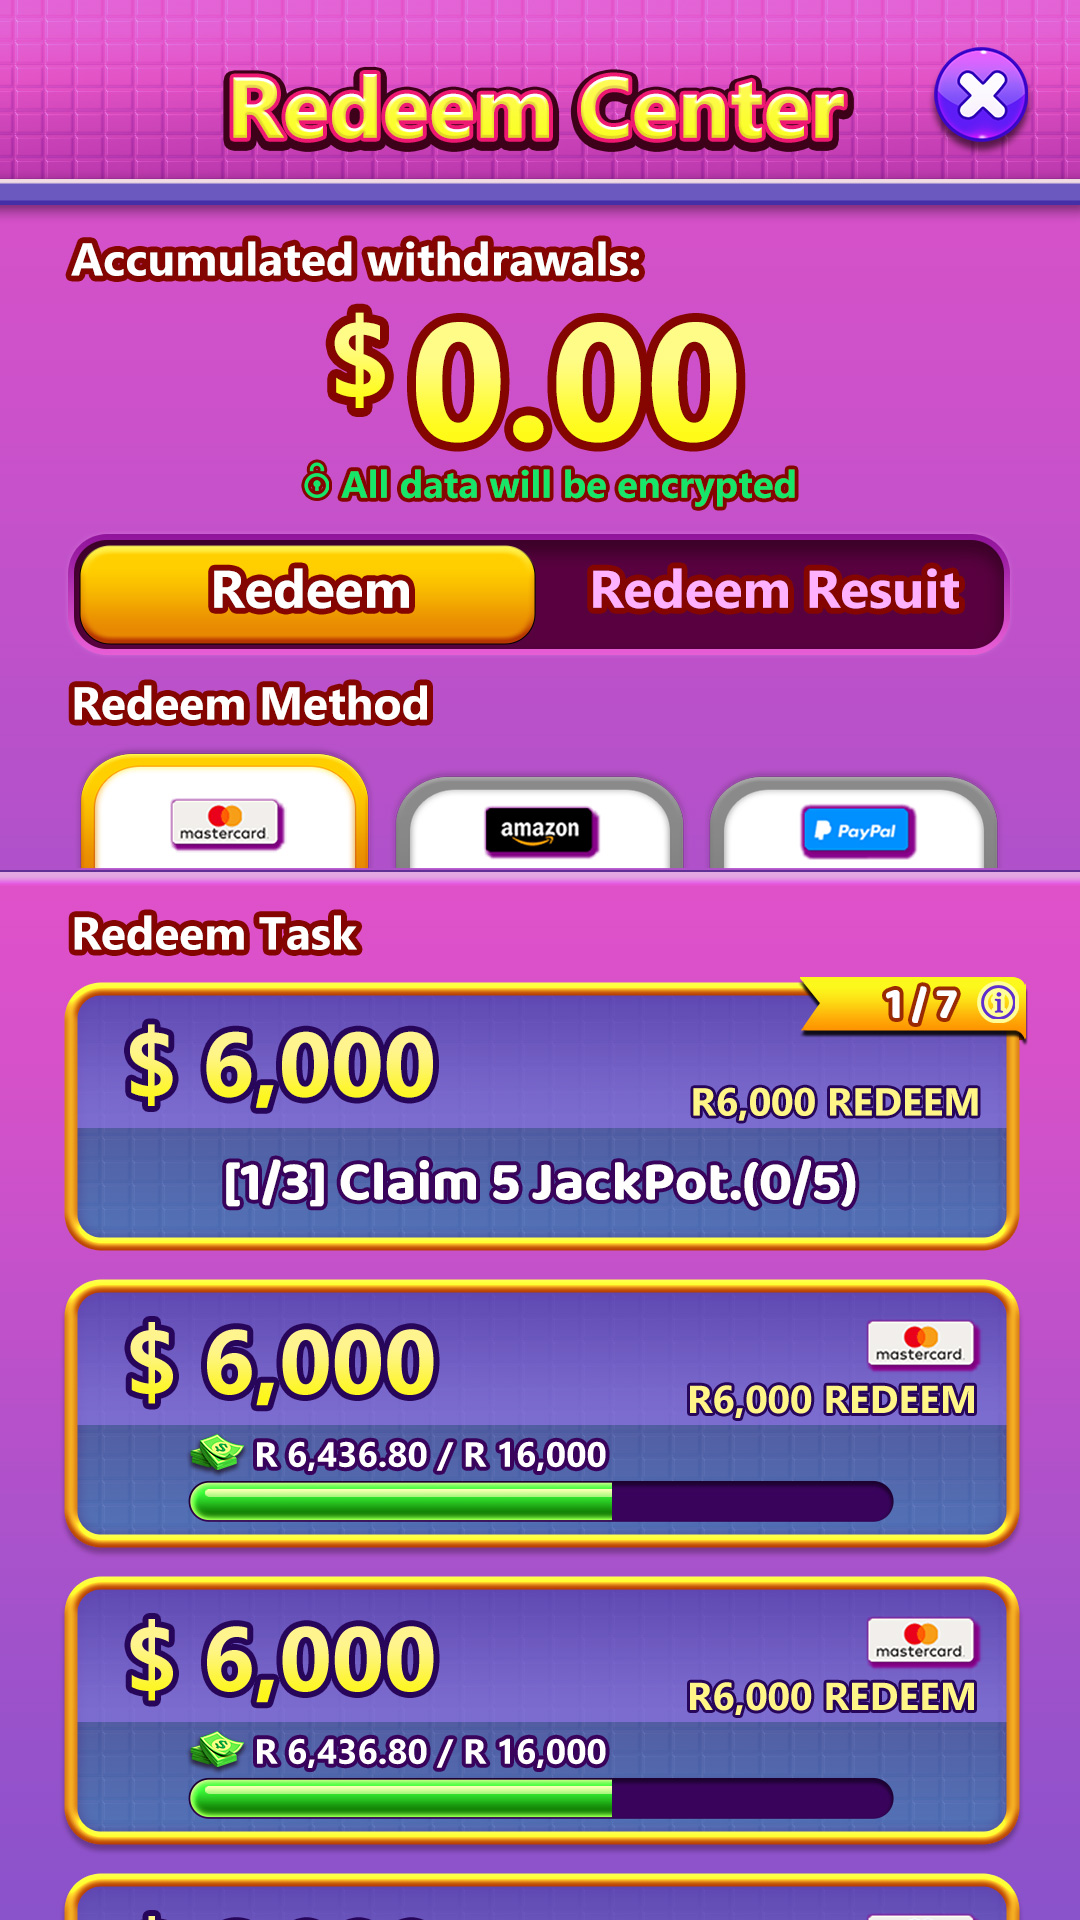 Redeem Center
Accumulated withdrawals:
$ 0.00
All data will be encrypted
Redeem
Redeem Resuit
Redeem Method
mastercard
amazon
PayPal
Redeem Task
1/7
$ 6,000
R6,000 REDEEM
[1/3] Claim 5 JackPot.(0/5)
$ 6,000
mastercard
R6,000 REDEEM
R 6,436.80 / R 16,000
$ 6,000
mastercard
R6,000 REDEEM
R 6,436.80 / R 16,000